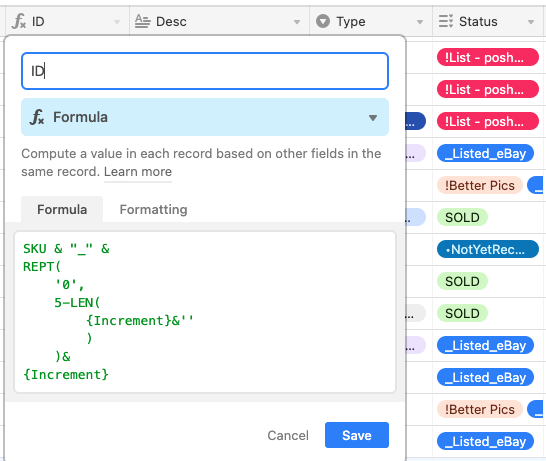 ID
Desc
Type
Status
ID
Formula
Compute a value in each record based on other fields in the
same record. Learn more
Formula
Formatting
SKU & "_" &
REPT(
'0',
5-LEN(
{Increment}&''
)
)&
{Increment}
Cancel
Save
!List - posh...
!List - posh...
!List - posh...
_Listed_eBay
!Better Pics
SOLD
•NotYetRec...
SOLD
SOLD
_Listed_eBay
_Listed_eBay
!Better Pics
_Listed_eBay